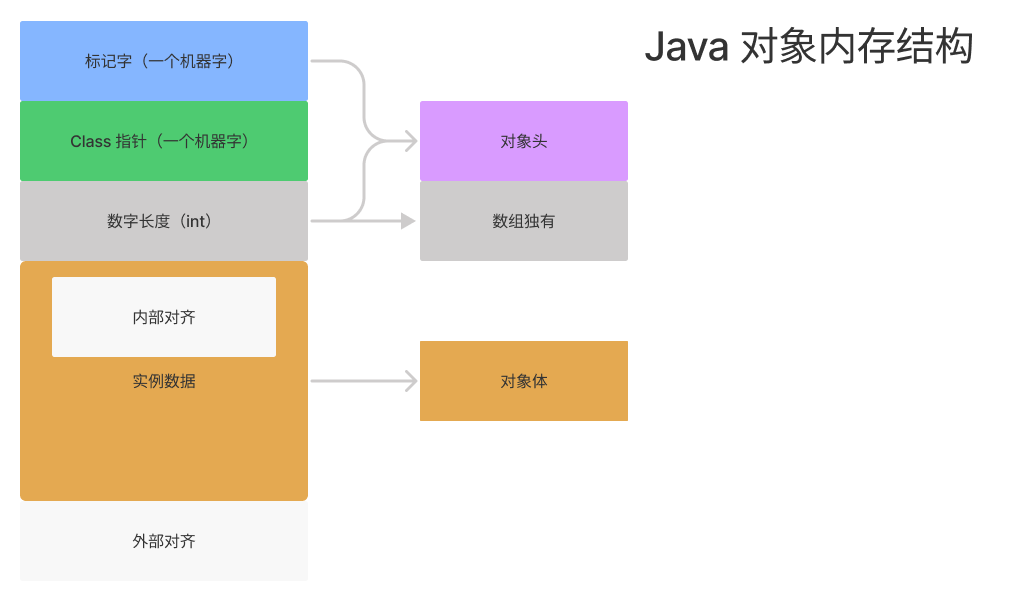 Java 对象内存结构
标记字（一个机器字）
Class 指针（一个机器字）
对象头
数字长度（int）
数组独有
内部对齐
实例数据
对象体
外部对齐